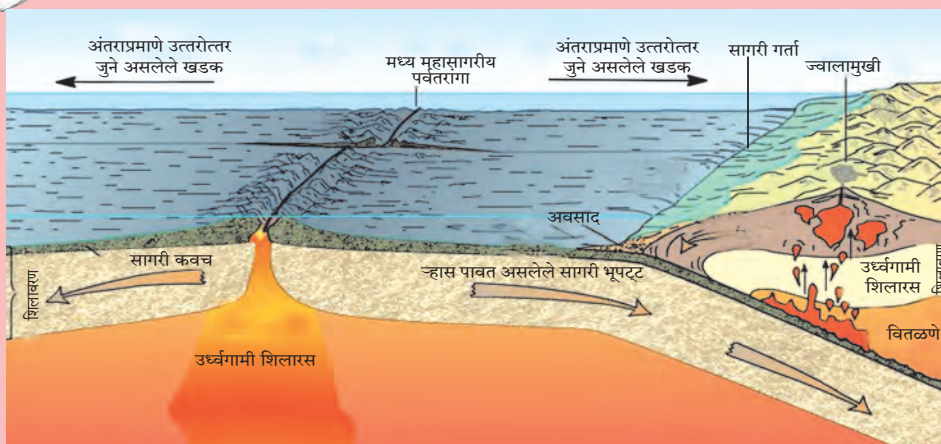 अंतराप्रमाणे उत्तरोत्तर
जुने असलेले खडक
मध्य महासागरीय
पर्वतरांगा
अंतराप्रमाणे उत्तरोत्तर
जुने असलेले खडक
सागरी गर्ता
ज्वालामुखी
अवसाद
सागरी कवच
ऱ्हास पावत असलेले सागरी भूपट्ट
उर्ध्वगामी
शिलारस
शिलावरण
वितळणे
उर्ध्वगामी शिलारस